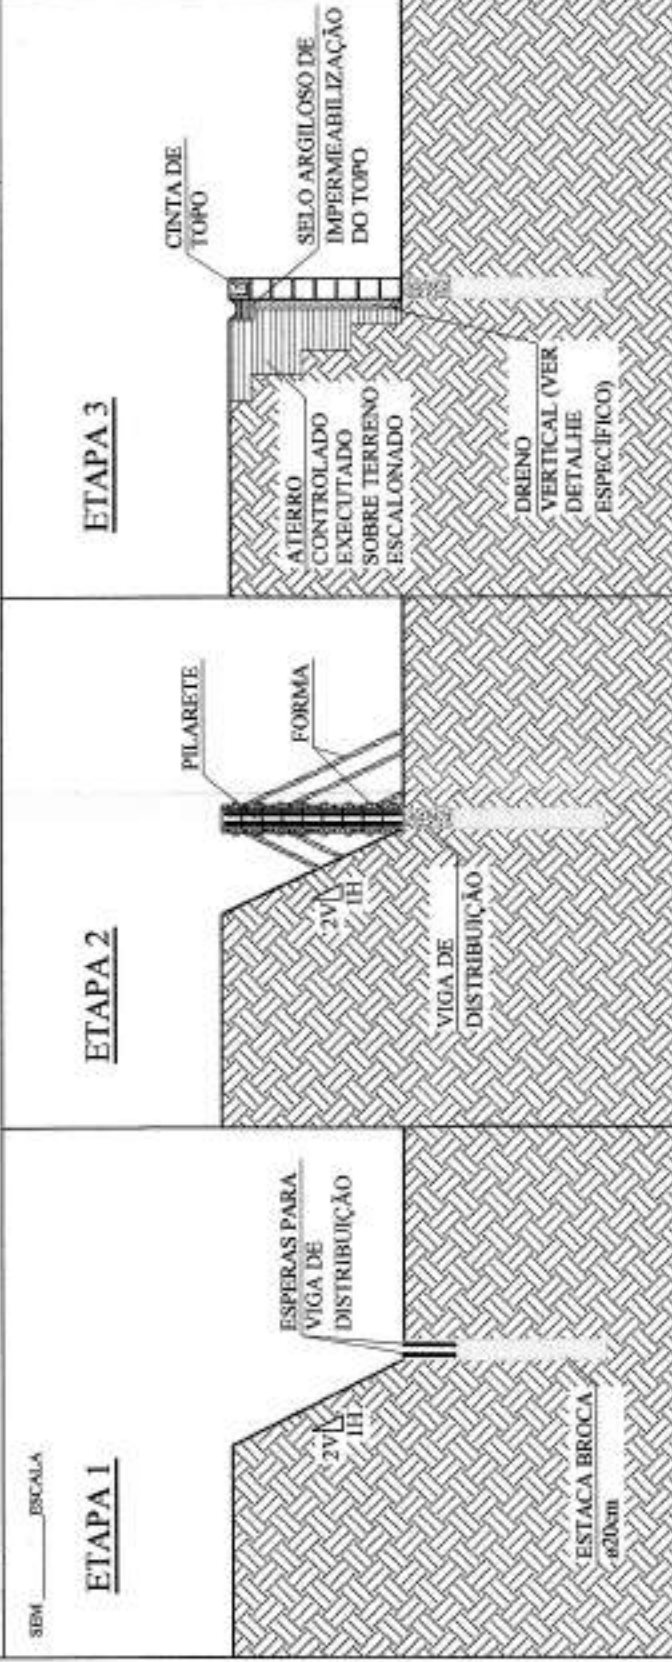 SEM ESCALA
ETAPA 1
2V
1H
ESPERAS PARA
VIGA DE
DISTRIBUIÇÃO
ESTACA BROCA
ø20cm
ETAPA 2
PILARETE
FORMA
2V
1H
VIGA DE
DISTRIBUIÇÃO
ETAPA 3
CINTA DE
TOPO
SELO ARGILOSO DE
IMPERMEABILIZAÇÃO
DO TOPO
ATERRO
CONTROLADO
EXECUTADO
SOBRE TERRENO
ESCALONADO
DRENO
VERTICAL (VER
DETALHE
ESPECÍFICO)